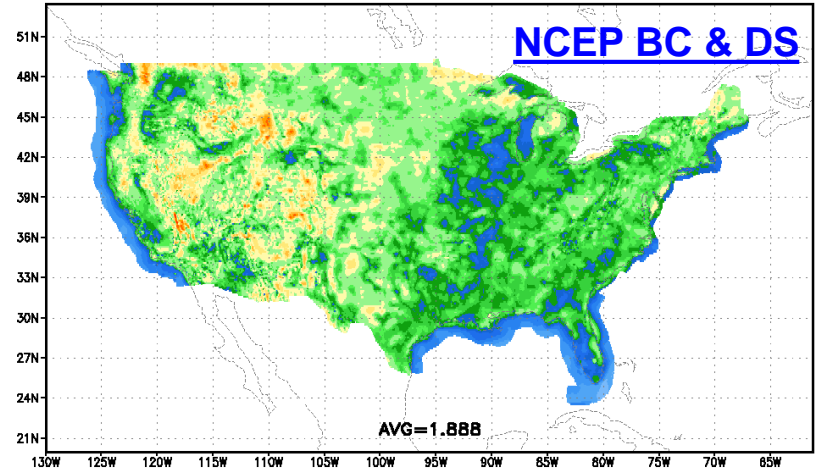 NCEP BC & DS
51N
48N
45N
42N
39N
36N
33N
30N
27N
24N
21N
AVG=1.888
130W 125W 120W 115W 110W 105W 100W 95W 90W 85W 80W 75W 70W 65W